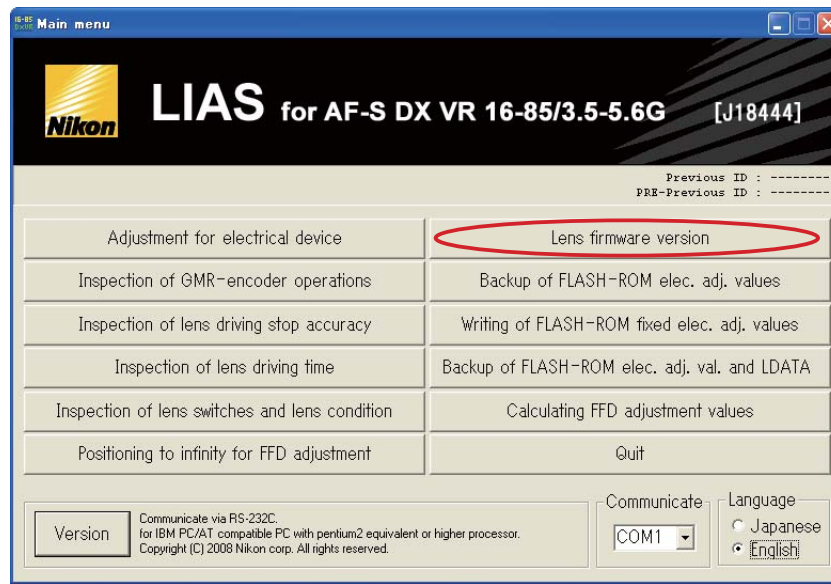 16-85
DXVR Main menu
Nikon
LIAS for AF-S DX VR 16-85/3.5-5.6G [J18444]
Previous ID : --------
PRE-Previous ID : --------
Adjustment for electrical device
Lens firmware version
Inspection of GMR-encoder operations
Backup of FLASH-ROM elec. adj. values
Inspection of lens driving stop accuracy
Writing of FLASH-ROM fixed elec. adj. values
Inspection of lens driving time
Backup of FLASH-ROM elec. adj. val. and LDATA
Inspection of lens switches and lens condition
Calculating FFD adjustment values
Positioning to infinity for FFD adjustment
Quit
Version
Communicate via RS-232C.
for IBM PC/AT compatible PC with pentium2 equivalent or higher processor.
Copyright (C) 2008 Nikon corp. All rights reserved.
Communicate
COM1
Language
Japanese
English